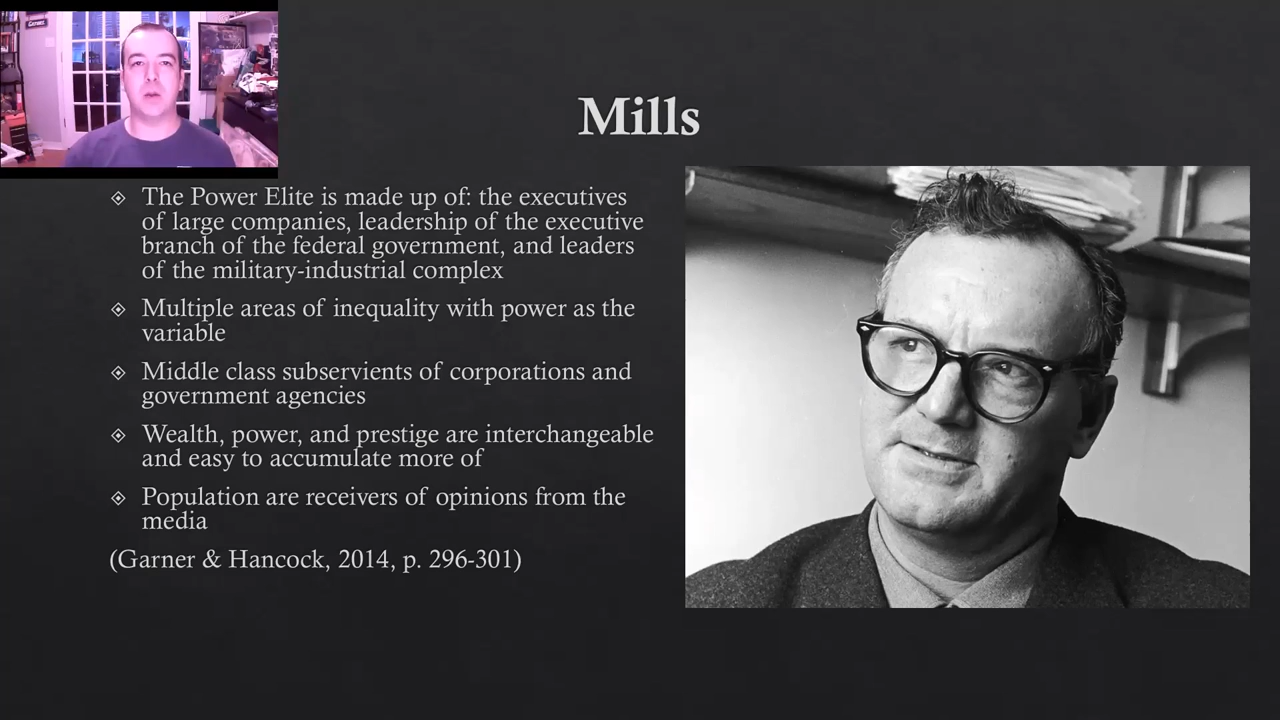 Mills
The Power Elite is made up of: the executives
of large companies, leadership of the executive
branch of the federal government, and leaders
of the military-industrial complex
Multiple areas of inequality with power as the
variable
Middle class subservients of corporations and
government agencies
Wealth, power, and prestige are interchangeable
and easy to accumulate more of
Population are receivers of opinions from the
media
(Garner & Hancock, 2014, p. 296-301)